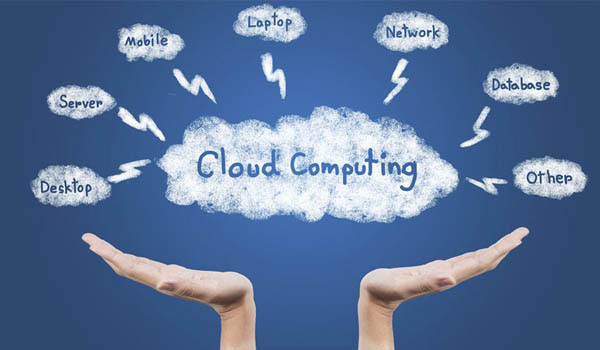 Laptop
Mobile
Network
Server
Database
Cloud Computing
Desktop
Other